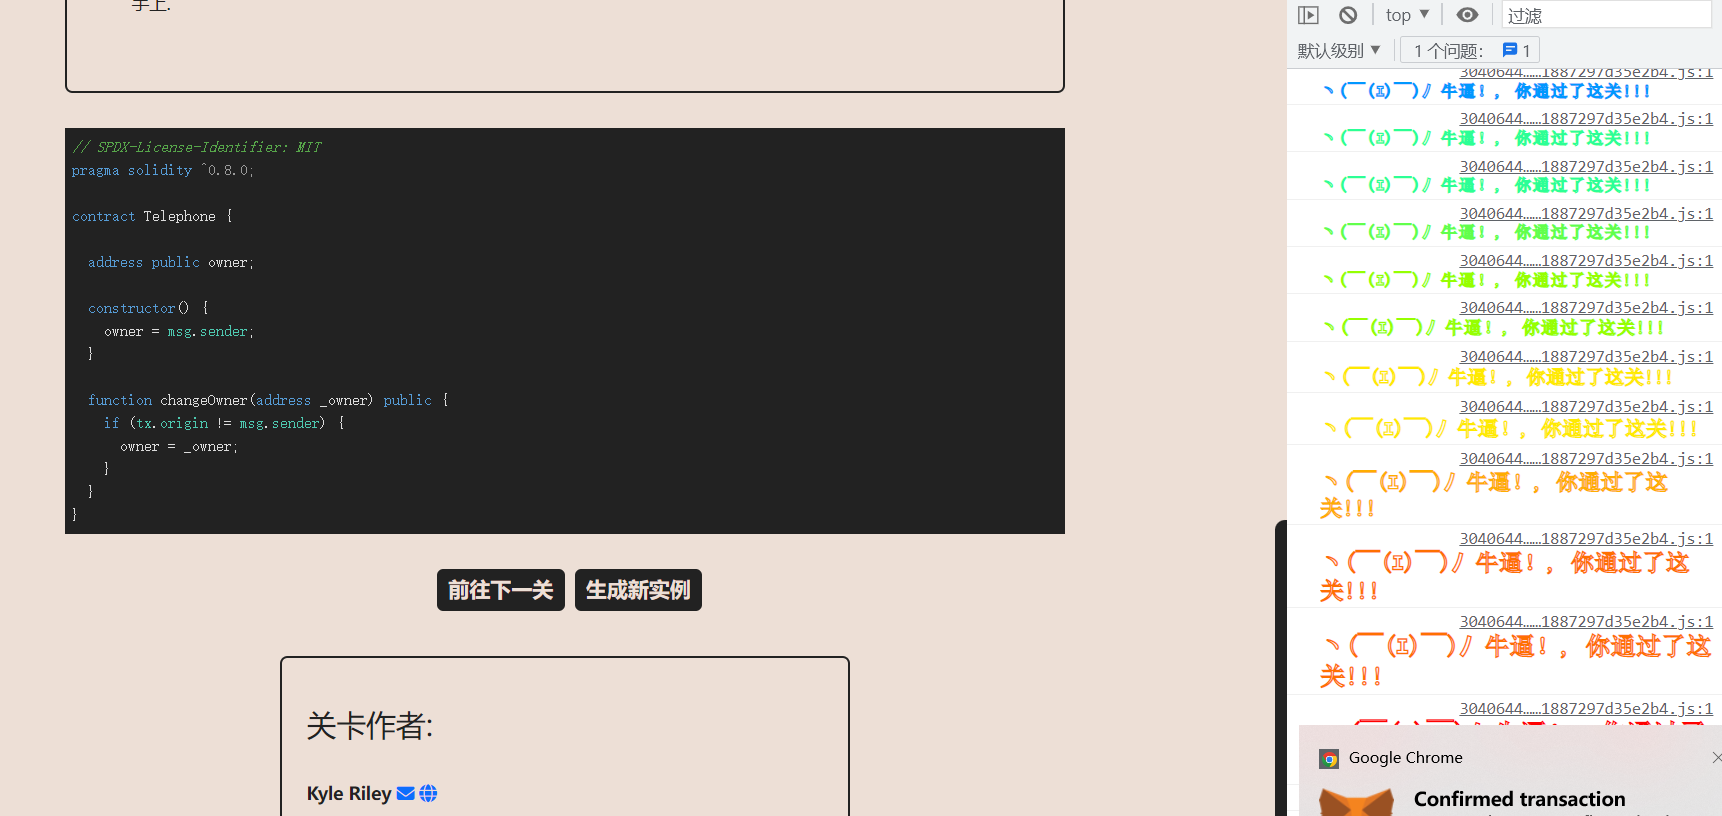 手上.
// SPDX-License-Identifier: MIT
pragma solidity ^0.8.0;
contract Telephone {
address public owner;
constructor() {
owner = msg.sender;
}
function changeOwner(address _owner) public {
if (tx.origin != msg.sender) {
owner = _owner;
}
}
}
前往下一关
生成新实例
关卡作者:
Kyle Riley
top ▼
过滤
默认级别 ▼
1 个问题:
1
3040644……1887297d35e2b4.js:1
ヽ(￣(エ)￣)ﾉ 牛逼!, 你通过了这关!!!
3040644……1887297d35e2b4.js:1
ヽ(￣(エ)￣)ﾉ 牛逼!, 你通过了这关!!!
3040644……1887297d35e2b4.js:1
ヽ(￣(エ)￣)ﾉ 牛逼!, 你通过了这关!!!
3040644……1887297d35e2b4.js:1
ヽ(￣(エ)￣)ﾉ 牛逼!, 你通过了这关!!!
3040644……1887297d35e2b4.js:1
ヽ(￣(エ)￣)ﾉ 牛逼!, 你通过了这关!!!
3040644……1887297d35e2b4.js:1
ヽ(￣(エ)￣)ﾉ 牛逼!, 你通过了这关!!!
3040644……1887297d35e2b4.js:1
ヽ(￣(エ)￣)ﾉ 牛逼!, 你通过了这关!!!
3040644……1887297d35e2b4.js:1
ヽ(￣(エ)￣)ﾉ 牛逼!, 你通过了这关!!!
3040644……1887297d35e2b4.js:1
ヽ(￣(エ)￣)ﾉ 牛逼!, 你通过了这
关!!!
3040644……1887297d35e2b4.js:1
ヽ(￣(エ)￣)ﾉ 牛逼!, 你通过了这
关!!!
3040644……1887297d35e2b4.js:1
ヽ(￣(エ)￣)ﾉ 牛逼!, 你通过了这
关!!!
3040644……1887297d35e2b4.js:1
Google Chrome
Confirmed transaction